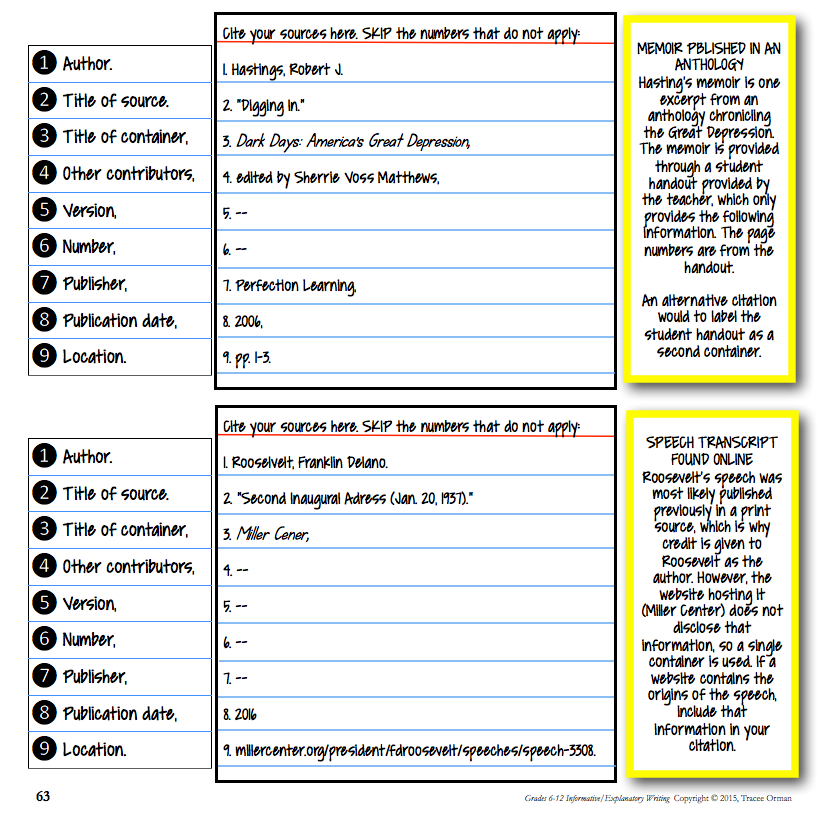 Cite your sources here. SKIP the numbers that do not apply:
1 Author.
2 Title of source.
3 Title of container,
4 Other contributors,
5 Version,
6 Number,
7 Publisher,
8 Publication date,
9 Location.
1. Hastings, Robert J.
2. "Digging in."
3. Dark Days: America's Great Depression,
4. edited by Sherrie Voss Matthews,
5. --
6. --
7. Perfection Learning,
8. 2006,
9. pp. 1-3.
MEMOIR PBLISHED IN AN
ANTHOLOGY
Hasting's memoir is one
excerpt from an
anthology chronicling
the Great Depression.
The memoir is provided
through a student
handout provided by
the teacher, which only
provides the following
information. The page
numbers are from the
handout.
An alternative citation
would to label the
student handout as a
second container.
Cite your sources here. SKIP the numbers that do not apply:
1 Author.
2 Title of source.
3 Title of container,
4 Other contributors,
5 Version,
6 Number,
7 Publisher,
8 Publication date,
9 Location.
1. Roosevelt, Franklin Delano.
2. "Second Inaugural Adress (Jan. 20, 1937)."
3. Miller Cener,
4. --
5. --
6. --
7. --
8. 2016
9. millercenter.org/president/fdroosevelt/speeches/speech-3308.
SPEECH TRANSCRIPT
FOUND ONLINE
Roosevelt's speech was
most likely published
previously in a print
source, which is why
credit is given to
Roosevelt as the
author. However, the
website hosting it
(Miller Center) does not
disclose that
information, so a single
container is used. If a
website contains the
origins of the speech,
include that
information in your
citation.
63
Grades 6-12 Informative/Explanatory Writing Copyright © 2015, Tracee Orman